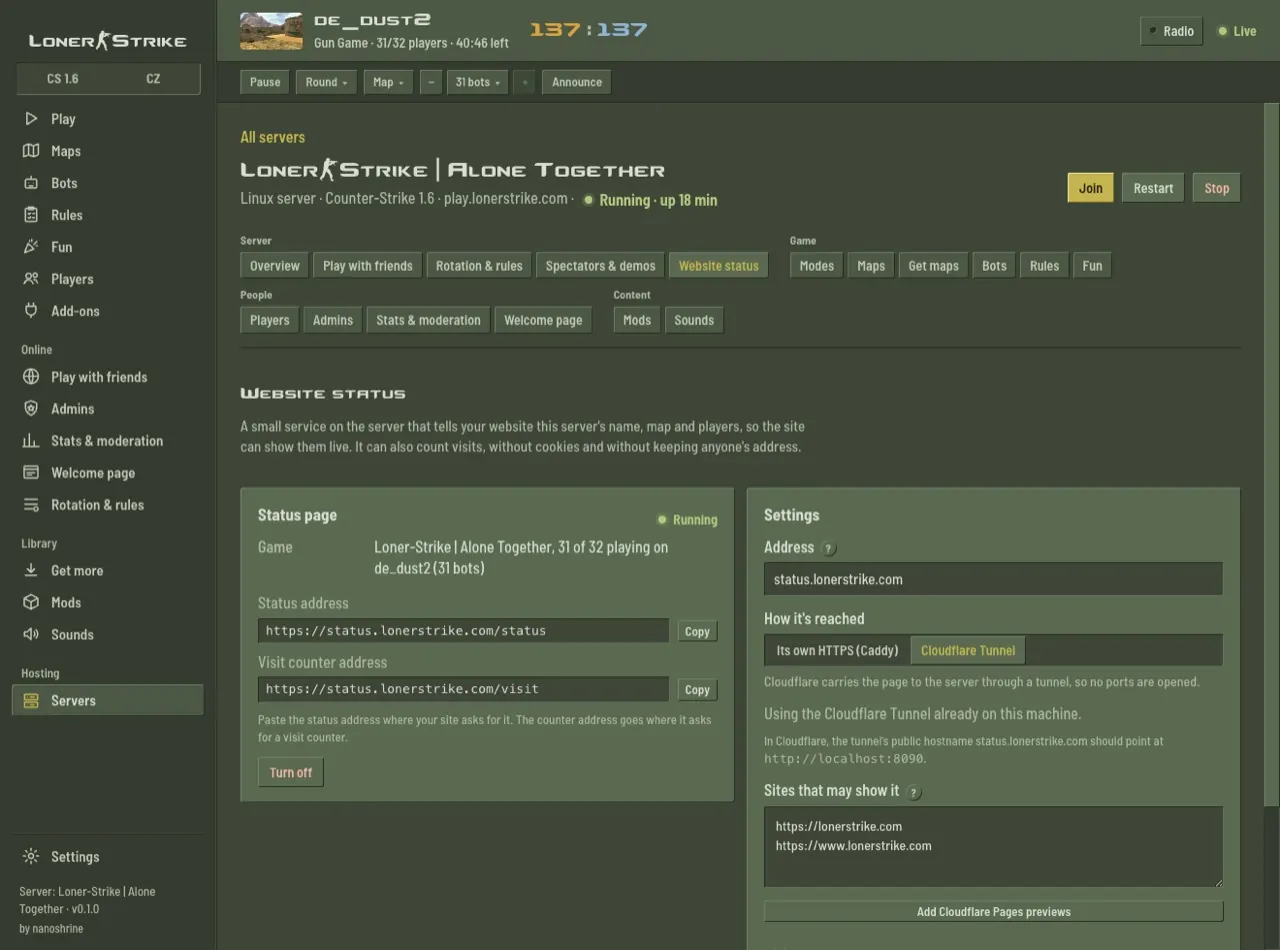 Loner Strike
CS 1.6 CZ
Play
Maps
Bots
Rules
Fun
Players
Add-ons
Online
Play with friends
Admins
Stats & moderation
Welcome page
Rotation & rules
Library
Get more
Mods
Sounds
Hosting
Servers
Settings
Server: Loner-Strike | Alone
Together · v0.1.0
by nanoshrine
DE_DUST2
Gun Game · 31/32 players · 40:46 left
137:137
Radio
Live
Pause Round Map − 31 bots + Announce
All servers
Loner Strike | Alone Together
Linux server · Counter-Strike 1.6 · play.lonerstrike.com · Running · up 18 min
Join Restart Stop
Server
Overview Play with friends Rotation & rules Spectators & demos Website status
Game
Modes Maps Get maps Bots Rules Fun
People
Players Admins Stats & moderation Welcome page
Content
Mods Sounds
Website status
A small service on the server that tells your website this server's name, map and players, so the site
can show them live. It can also count visits, without cookies and without keeping anyone's address.
Status page
Running
Game Loner-Strike | Alone Together, 31 of 32 playing on
de_dust2 (31 bots)
Status address
https://status.lonerstrike.com/status Copy
Visit counter address
https://status.lonerstrike.com/visit Copy
Paste the status address where your site asks for it. The counter address goes where it asks
for a visit counter.
Turn off
Settings
Address ?
status.lonerstrike.com
How it's reached
Its own HTTPS (Caddy) Cloudflare Tunnel
Cloudflare carries the page to the server through a tunnel, so no ports are opened.
Using the Cloudflare Tunnel already on this machine.
In Cloudflare, the tunnel's public hostname status.lonerstrike.com should point at
http://localhost:8090.
Sites that may show it ?
https://lonerstrike.com
https://www.lonerstrike.com
Add Cloudflare Pages previews